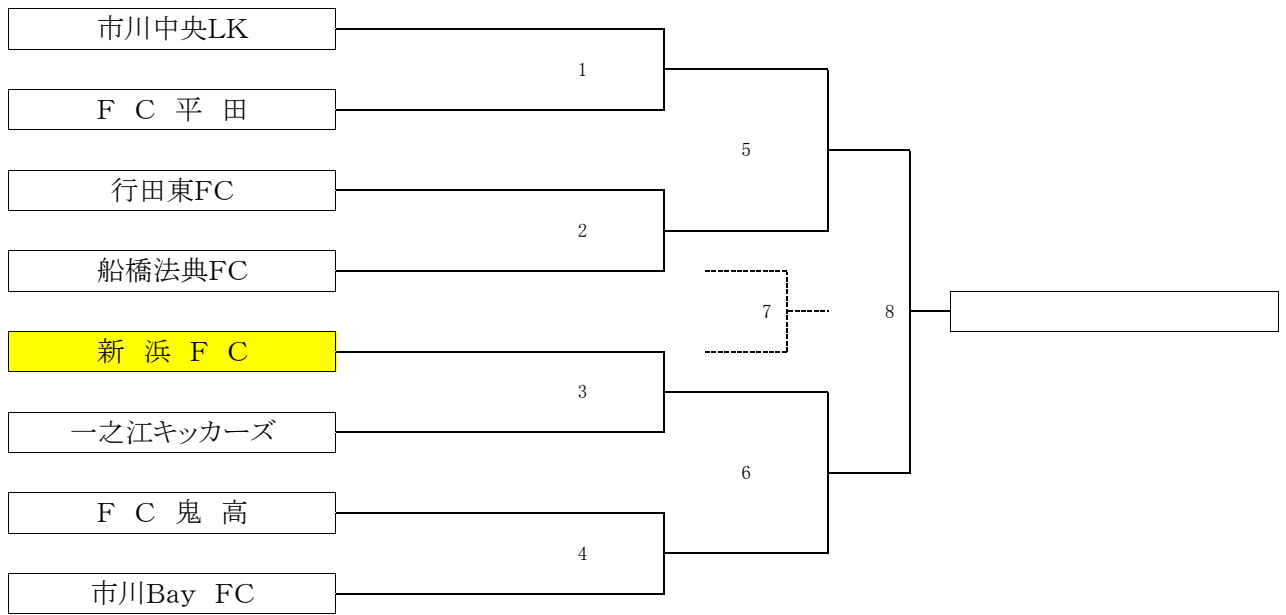 市川中央LK
1
F C 平 田
5
行田東FC
2
船橋法典FC
7
8
新 浜 F C
3
一之江キッカーズ
6
F C 鬼 高
4
市川Bay FC